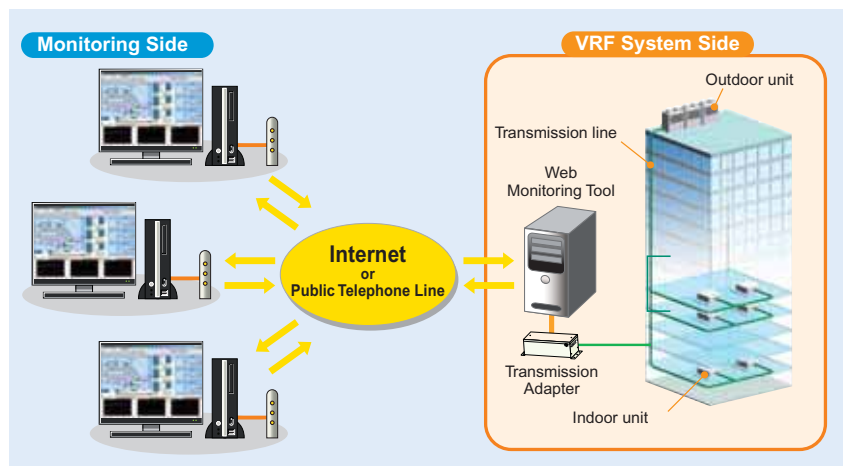 Monitoring Side
VRF System Side
Outdoor unit
Transmission line
Web
Monitoring Tool
Internet
or
Public Telephone Line
Transmission
Adapter
Indoor unit